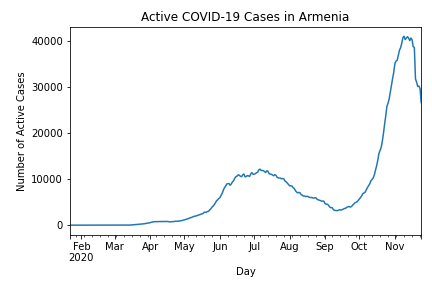 Active COVID-19 Cases in Armenia
Number of Active Cases
40000
30000
20000
10000
0
Feb Mar Apr May Jun Jul Aug Sep Oct Nov
2020
Day